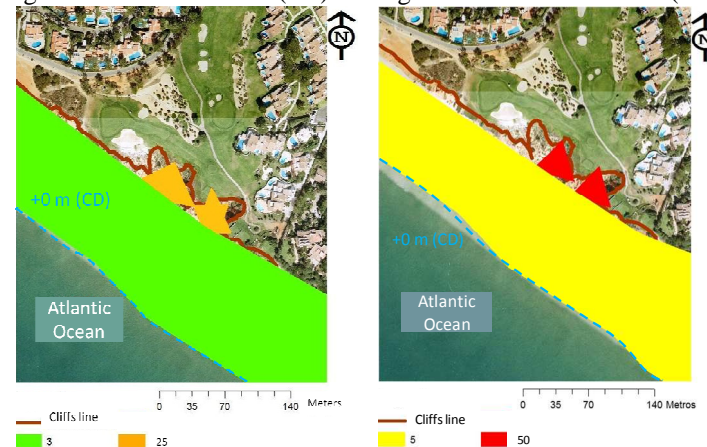 N
N
+0 m (CD)
+0 m (CD)
Atlantic
Ocean
Atlantic
Ocean
0 35 70 140 Meters
0 35 70 140 Metros
Cliffs line
Cliffs line
3 25
5 50